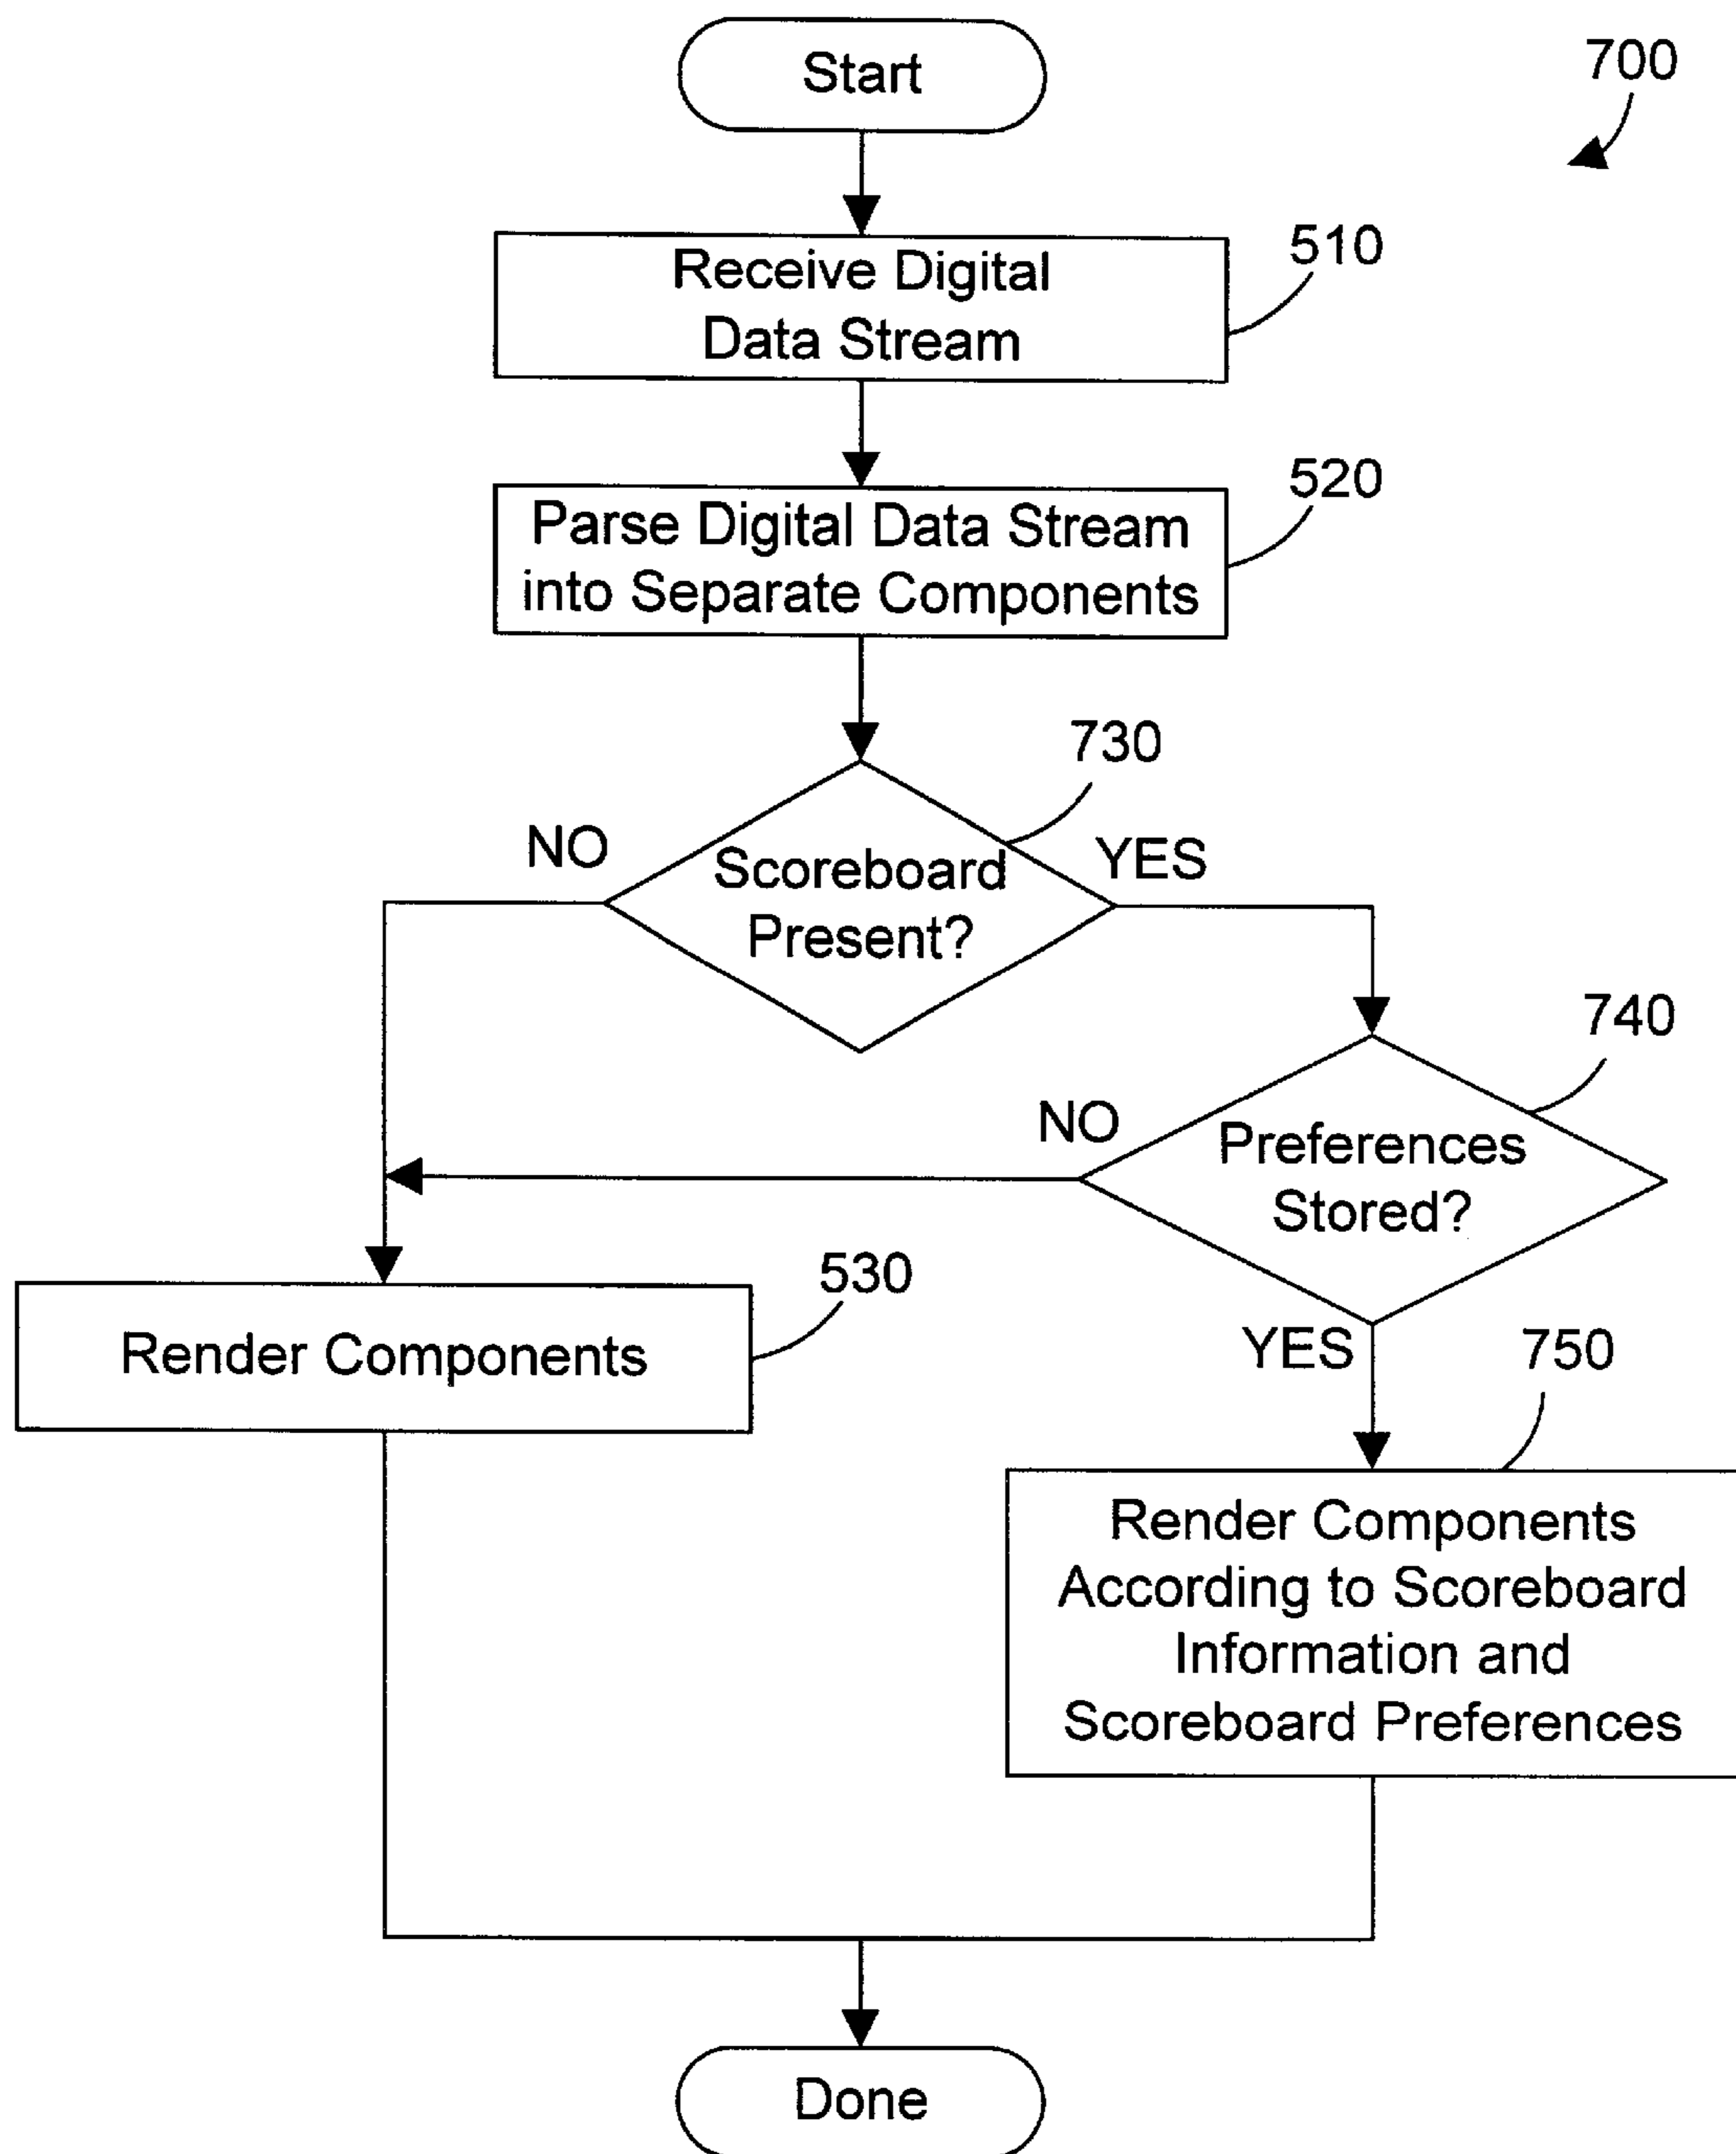 Start
700
Receive Digital
Data Stream
510
Parse Digital Data Stream
into Separate Components
520
730
NO
Scoreboard
Present?
YES
740
NO
Preferences
Stored?
530
Render Components
YES
750
Render Components
According to Scoreboard
Information and
Scoreboard Preferences
Done